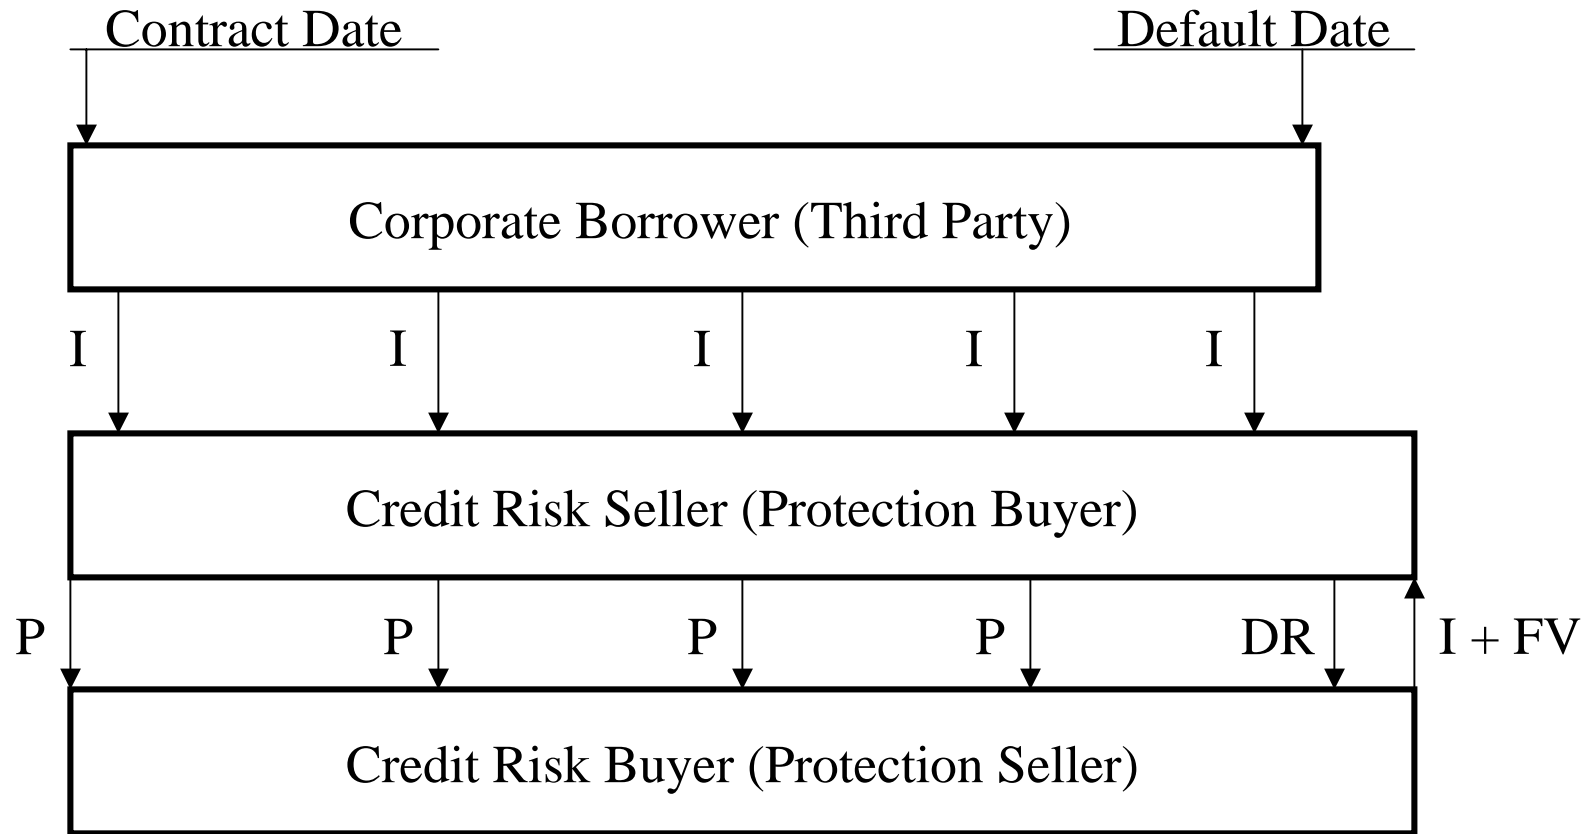 Contract Date
Default Date
Corporate Borrower (Third Party)
I
I
I
I
I
Credit Risk Seller (Protection Buyer)
P
P
P
P
DR
I + FV
Credit Risk Buyer (Protection Seller)